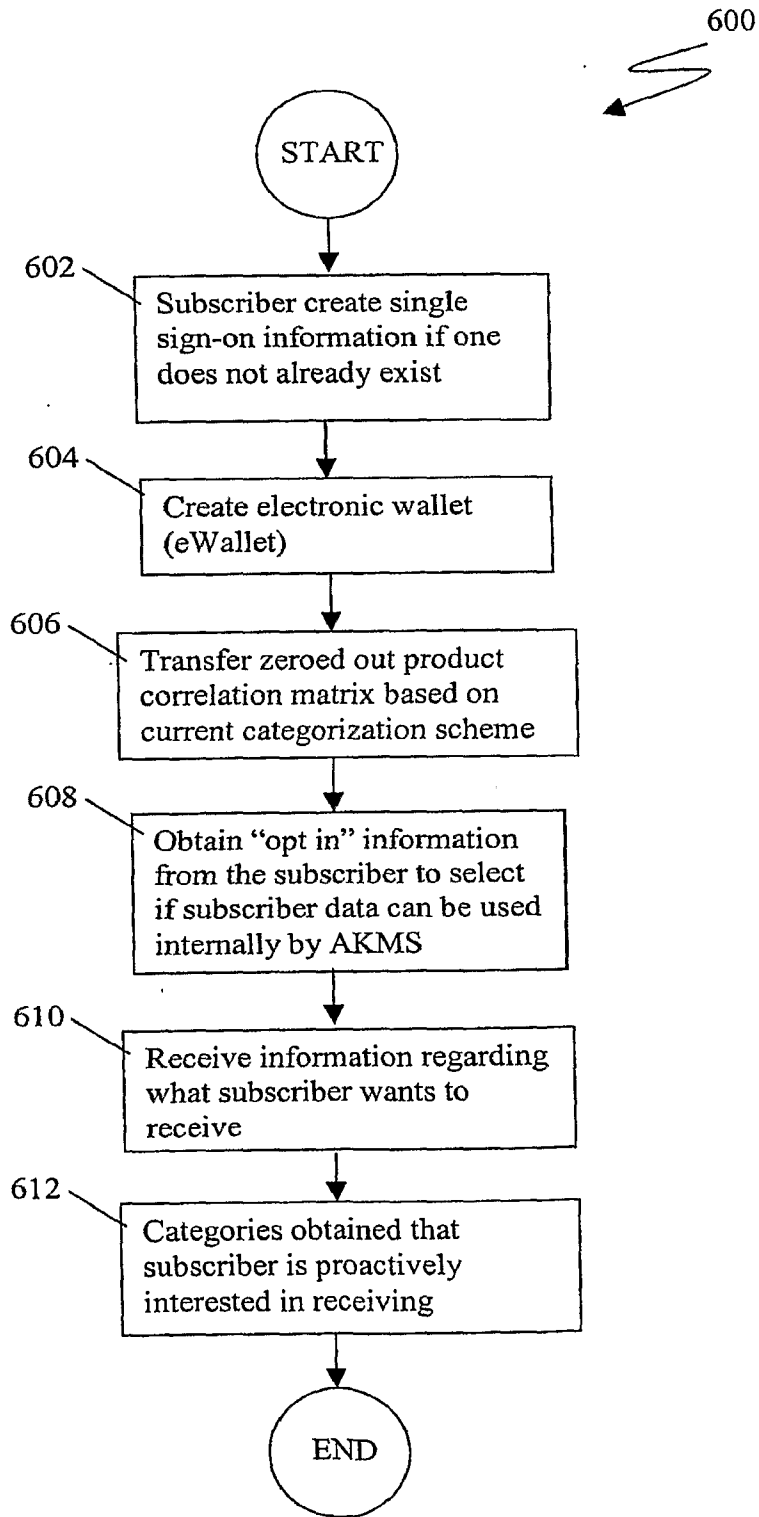 600
START
602
Subscriber create single
sign-on information if one
does not already exist
604
Create electronic wallet
(eWallet)
606
Transfer zeroed out product
correlation matrix based on
current categorization scheme
608
Obtain “opt in” information
from the subscriber to select
if subscriber data can be used
internally by AKMS
610
Receive information regarding
what subscriber wants to
receive
612
Categories obtained that
subscriber is proactively
interested in receiving
END